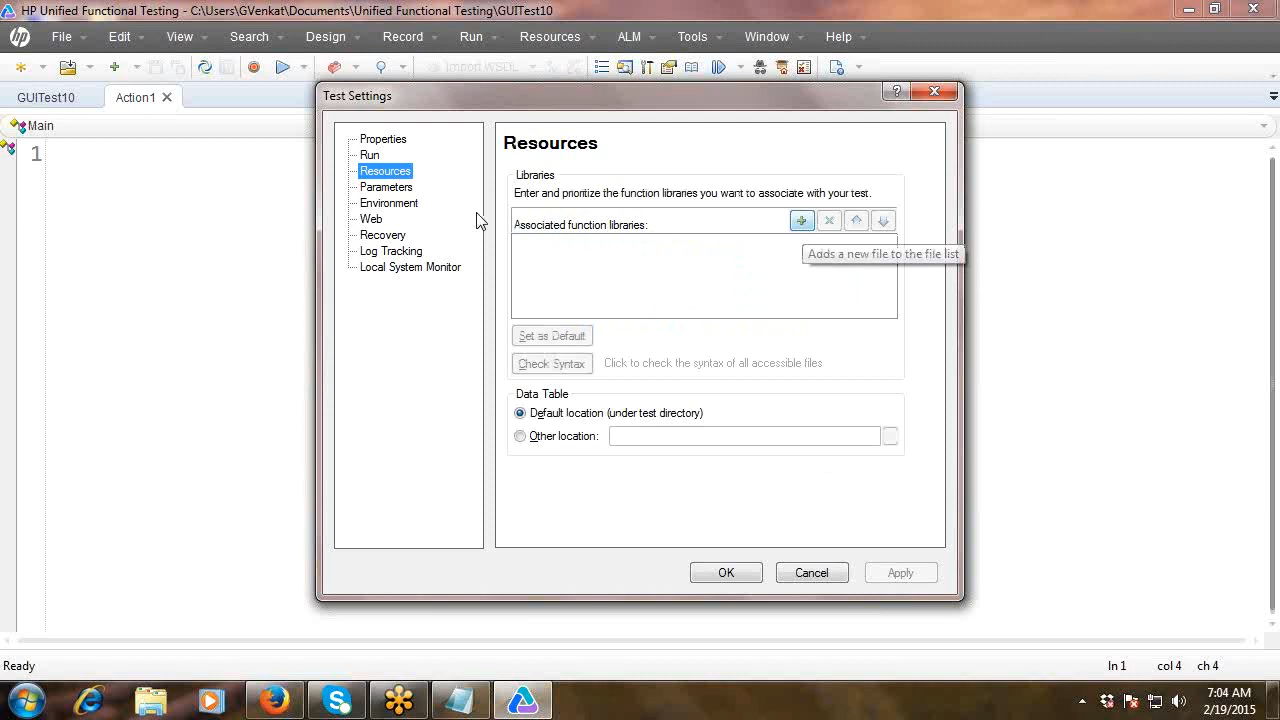 HP Unified Functional Testing - C:\Users\GVenkat\Documents\Unified Functional Testing\GUITest10
hp File Edit View Search Design Record Run Resources ALM Tools Window Help
Import WSDL
GUITest10 Action1
Main
1
Test Settings
Properties
Run
Resources
Parameters
Environment
Web
Recovery
Log Tracking
Local System Monitor
Resources
Libraries
Enter and prioritize the function libraries you want to associate with your test.
Associated function libraries:
Adds a new file to the file list
Set as Default
Check Syntax Click to check the syntax of all accessible files
Data Table
Default location (under test directory)
Other location:
OK Cancel Apply
Ready ln 1 col 4 ch 4
7:04 AM
2/19/2015